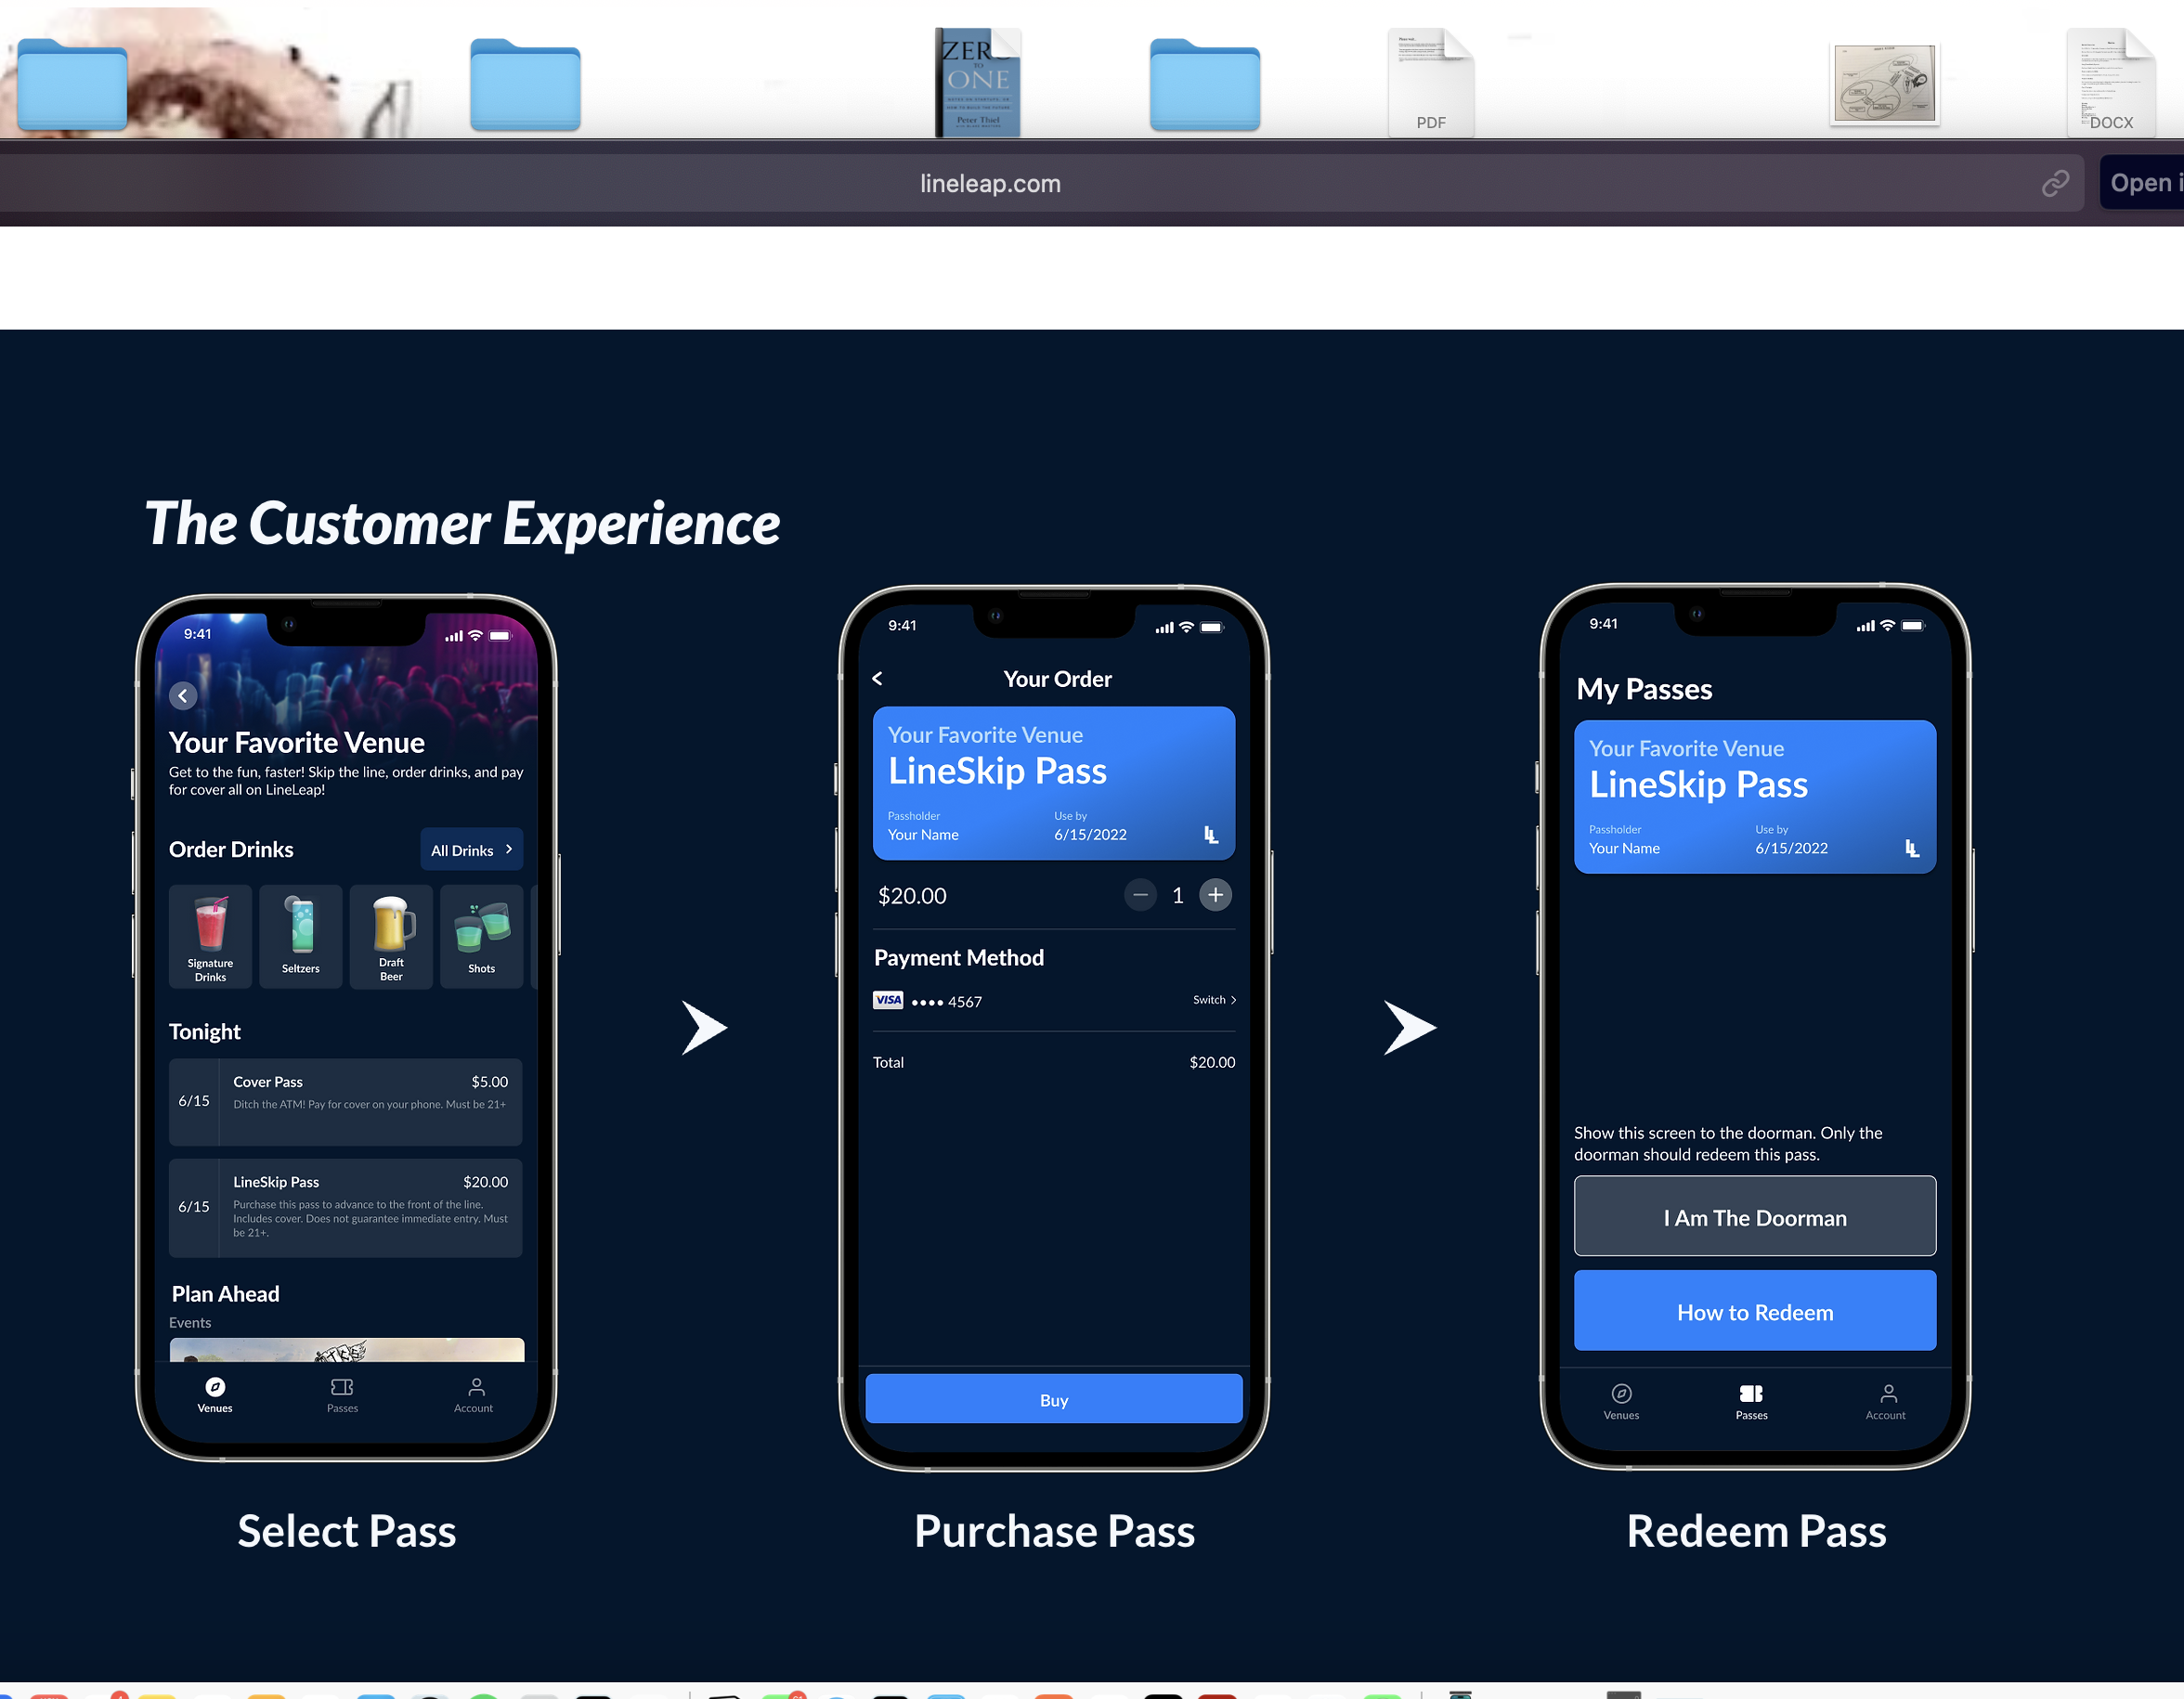 ZERO
TO
ONE
Peter Thiel
PDF
DOCX
lineleap.com
Open i
The Customer Experience
9:41
Your Favorite Venue
Get to the fun, faster! Skip the line, order drinks, and pay
for cover all on LineLeap!
Order Drinks
All Drinks
Signature
Drinks
Seltzers
Draft
Beer
Shots
Tonight
6/15
Cover Pass
$5.00
Ditch the ATM! Pay for cover on your phone. Must be 21+
6/15
LineSkip Pass
$20.00
Purchase this pass to advance to the front of the line.
Includes cover. Does not guarantee immediate entry. Must
be 21+.
Plan Ahead
Events
Venues
Passes
Account
Select Pass
9:41
Your Order
Your Favorite Venue
LineSkip Pass
Passholder
Your Name
Use by
6/15/2022
LL
$20.00
1
Payment Method
VISA
•••• 4567
Switch
Total
$20.00
Buy
Purchase Pass
9:41
My Passes
Your Favorite Venue
LineSkip Pass
Passholder
Your Name
Use by
6/15/2022
LL
Show this screen to the doorman. Only the
doorman should redeem this pass.
I Am The Doorman
How to Redeem
Venues
Passes
Account
Redeem Pass